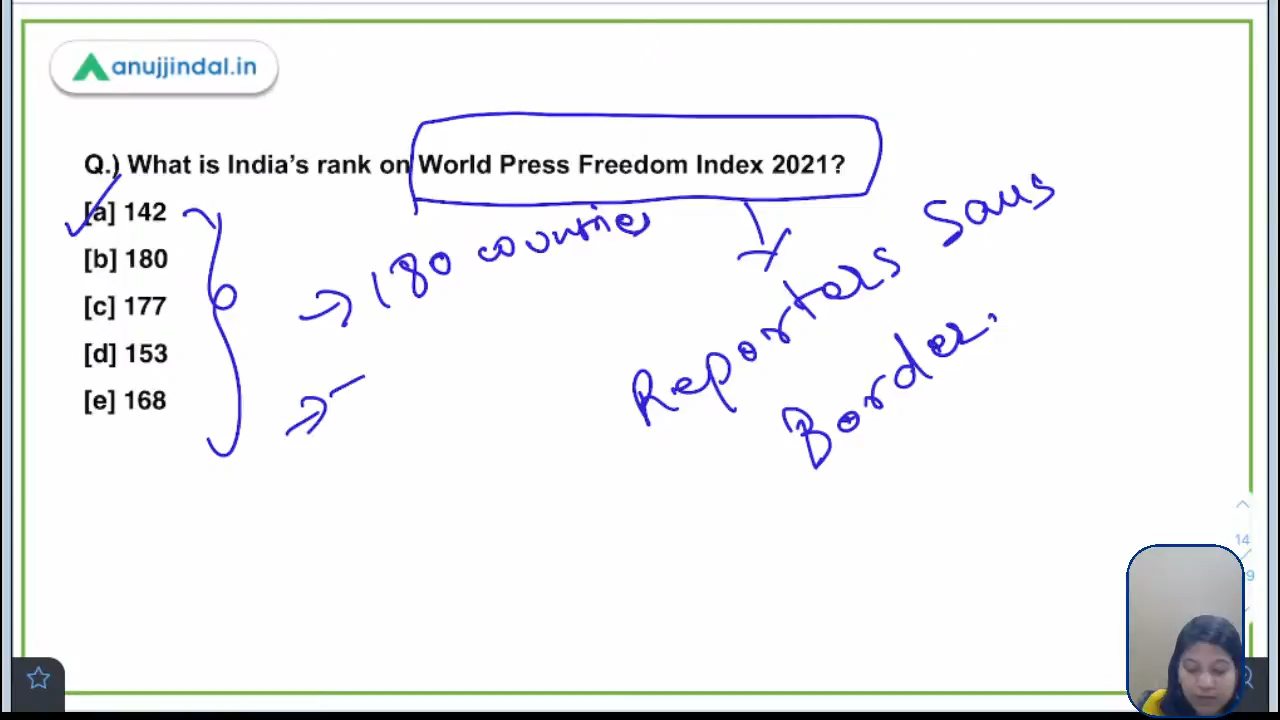 anujjindal.in
Q.) What is India's rank on World Press Freedom Index 2021?
[a] 142
[b] 180
[c] 177
[d] 153
[e] 168
→ 180 countries
Reporters Sans
Border
14
9